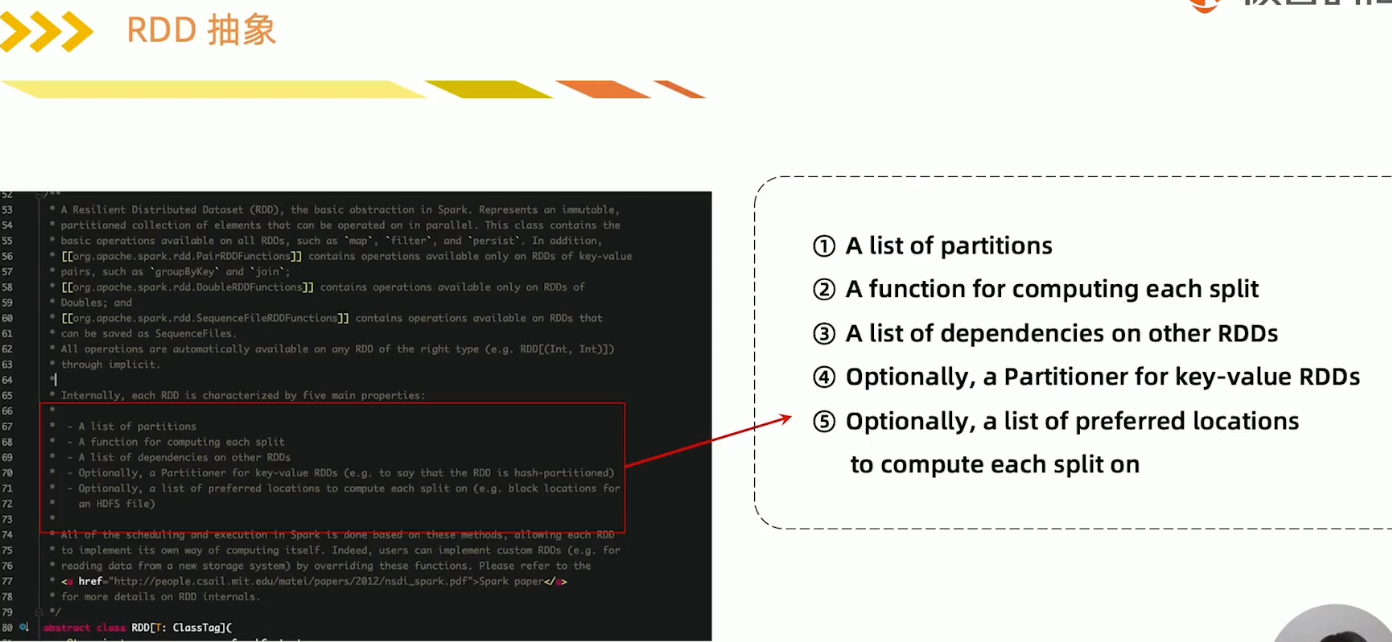 RDD 抽象
52 /**
53 * A Resilient Distributed Dataset (RDD), the basic abstraction in Spark. Represents an immutable,
54 * partitioned collection of elements that can be operated on in parallel. This class contains the
55 * basic operations available on all RDDs, such as `map`, `filter`, and `persist`. In addition,
56 * [[org.apache.spark.rdd.PairRDDFunctions]] contains operations available only on RDDs of key-value
57 * pairs, such as `groupByKey` and `join`;
58 * [[org.apache.spark.rdd.DoubleRDDFunctions]] contains operations available only on RDDs of
59 * Doubles; and
60 * [[org.apache.spark.rdd.SequenceFileRDDFunctions]] contains operations available on RDDs that
61 * can be saved as SequenceFiles.
62 * All operations are automatically available on any RDD of the right type (e.g. RDD[(Int, Int)])
63 * through implicit.
64 *
65 * Internally, each RDD is characterized by five main properties:
66 *
67 * - A list of partitions
68 * - A function for computing each split
69 * - A list of dependencies on other RDDs
70 * - Optionally, a Partitioner for key-value RDDs (e.g. to say that the RDD is hash-partitioned)
71 * - Optionally, a list of preferred locations to compute each split on (e.g. block locations for
72 * an HDFS file)
73 *
74 * All of the scheduling and execution in Spark is done based on these methods, allowing each RDD
75 * to implement its own way of computing itself. Indeed, users can implement custom RDDs (e.g. for
76 * reading data from a new storage system) by overriding these functions. Please refer to the
77 * <a href="http://people.csail.mit.edu/matei/papers/2012/nsdi_spark.pdf">Spark paper</a>
78 * for more details on RDD internals.
79 */
80 abstract class RDD[T: ClassTag](
① A list of partitions
② A function for computing each split
③ A list of dependencies on other RDDs
④ Optionally, a Partitioner for key-value RDDs
⑤ Optionally, a list of preferred locations
to compute each split on